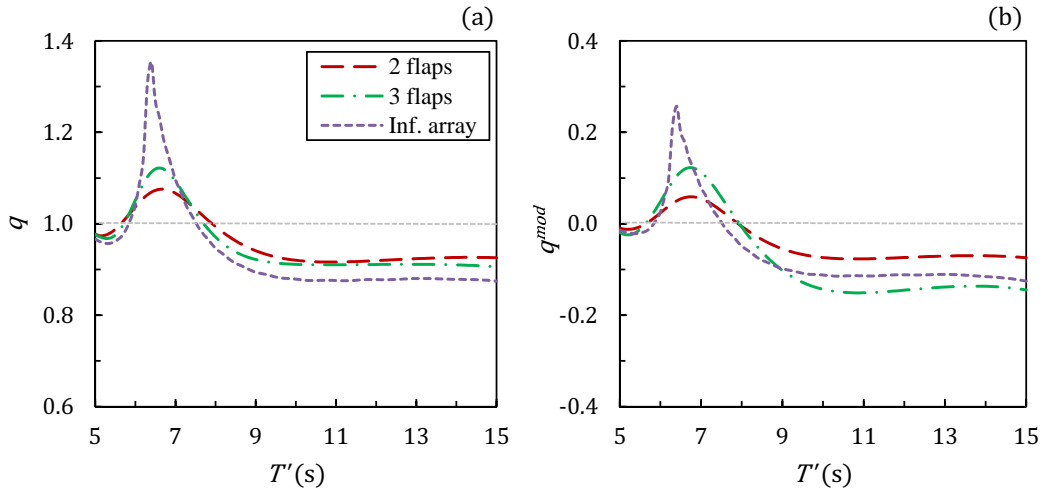 (a)
1.4
1.2
1.0
0.8
0.6
q
2 flaps
3 flaps
Inf. array
5 7 9 11 13 15
T′(s)
(b)
0.4
0.2
0.0
-0.2
-0.4
q^mod
5 7 9 11 13 15
T′(s)